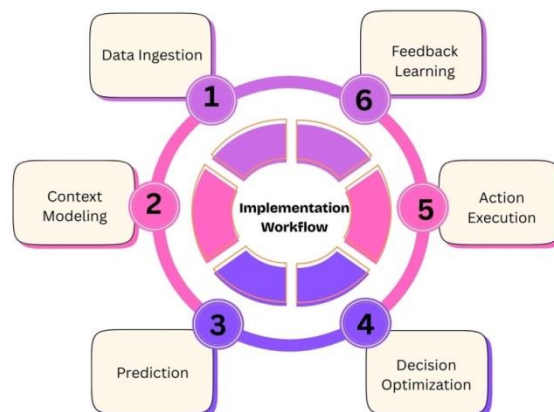 Data Ingestion
1
Context
Modeling
2
Prediction
3
Decision
Optimization
4
Action
Execution
5
Feedback
Learning
6
Implementation
Workflow